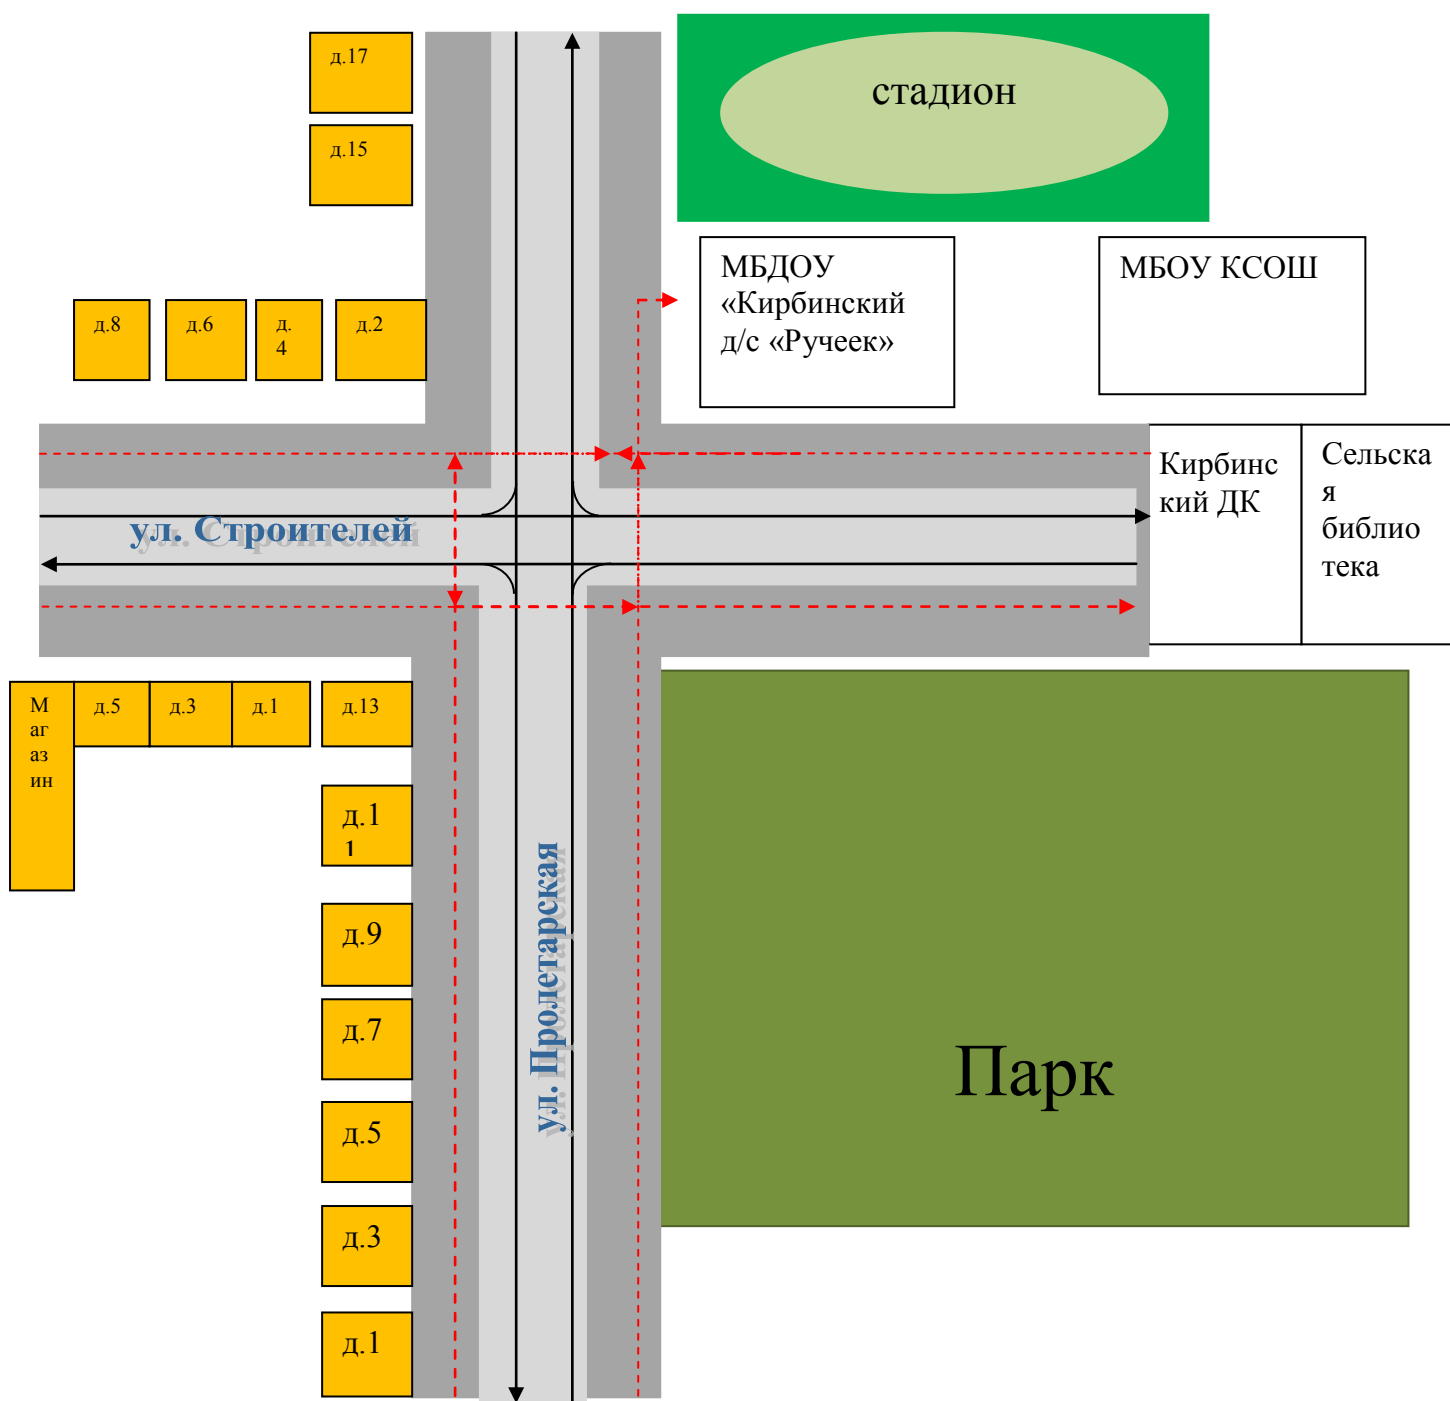 д.17
стадион
д.15
МБДОУ
«Кирбинский
д/с «Ручеек»
МБОУ КСОШ
д.8
д.6
д.
4
д.2
Кирбинс
кий ДК
Сельска
я
библио
тека
ул. Строителей
М
аг
аз
ин
д.5
д.3
д.1
д.13
д.1
1
д.9
ул. Пролетарская
д.7
Парк
д.5
д.3
д.1